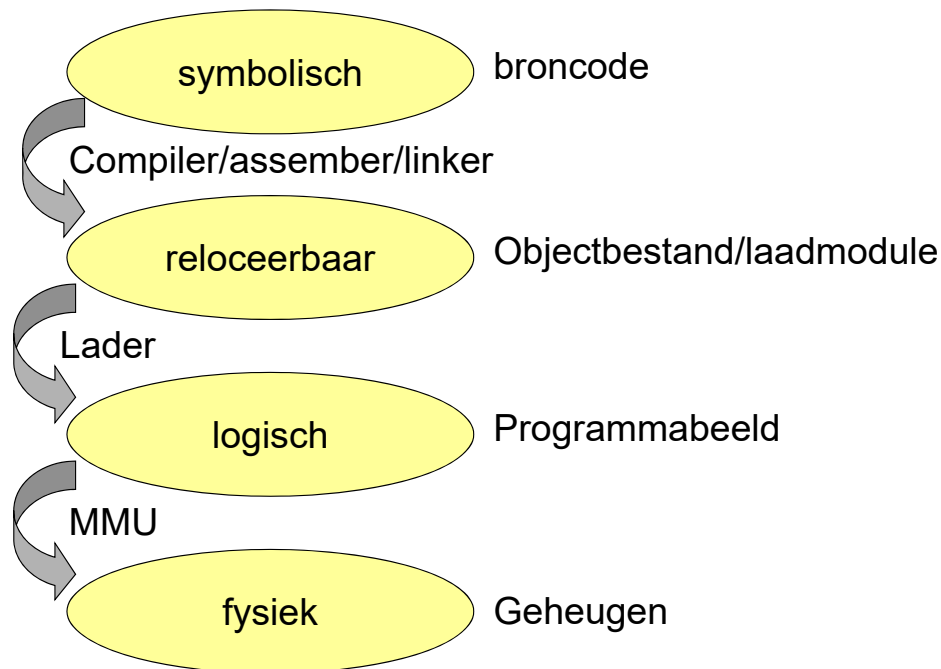 symbolisch
broncode
Compiler/assember/linker
reloceerbaar
Objectbestand/laadmodule
Lader
logisch
Programmabeeld
MMU
fysiek
Geheugen